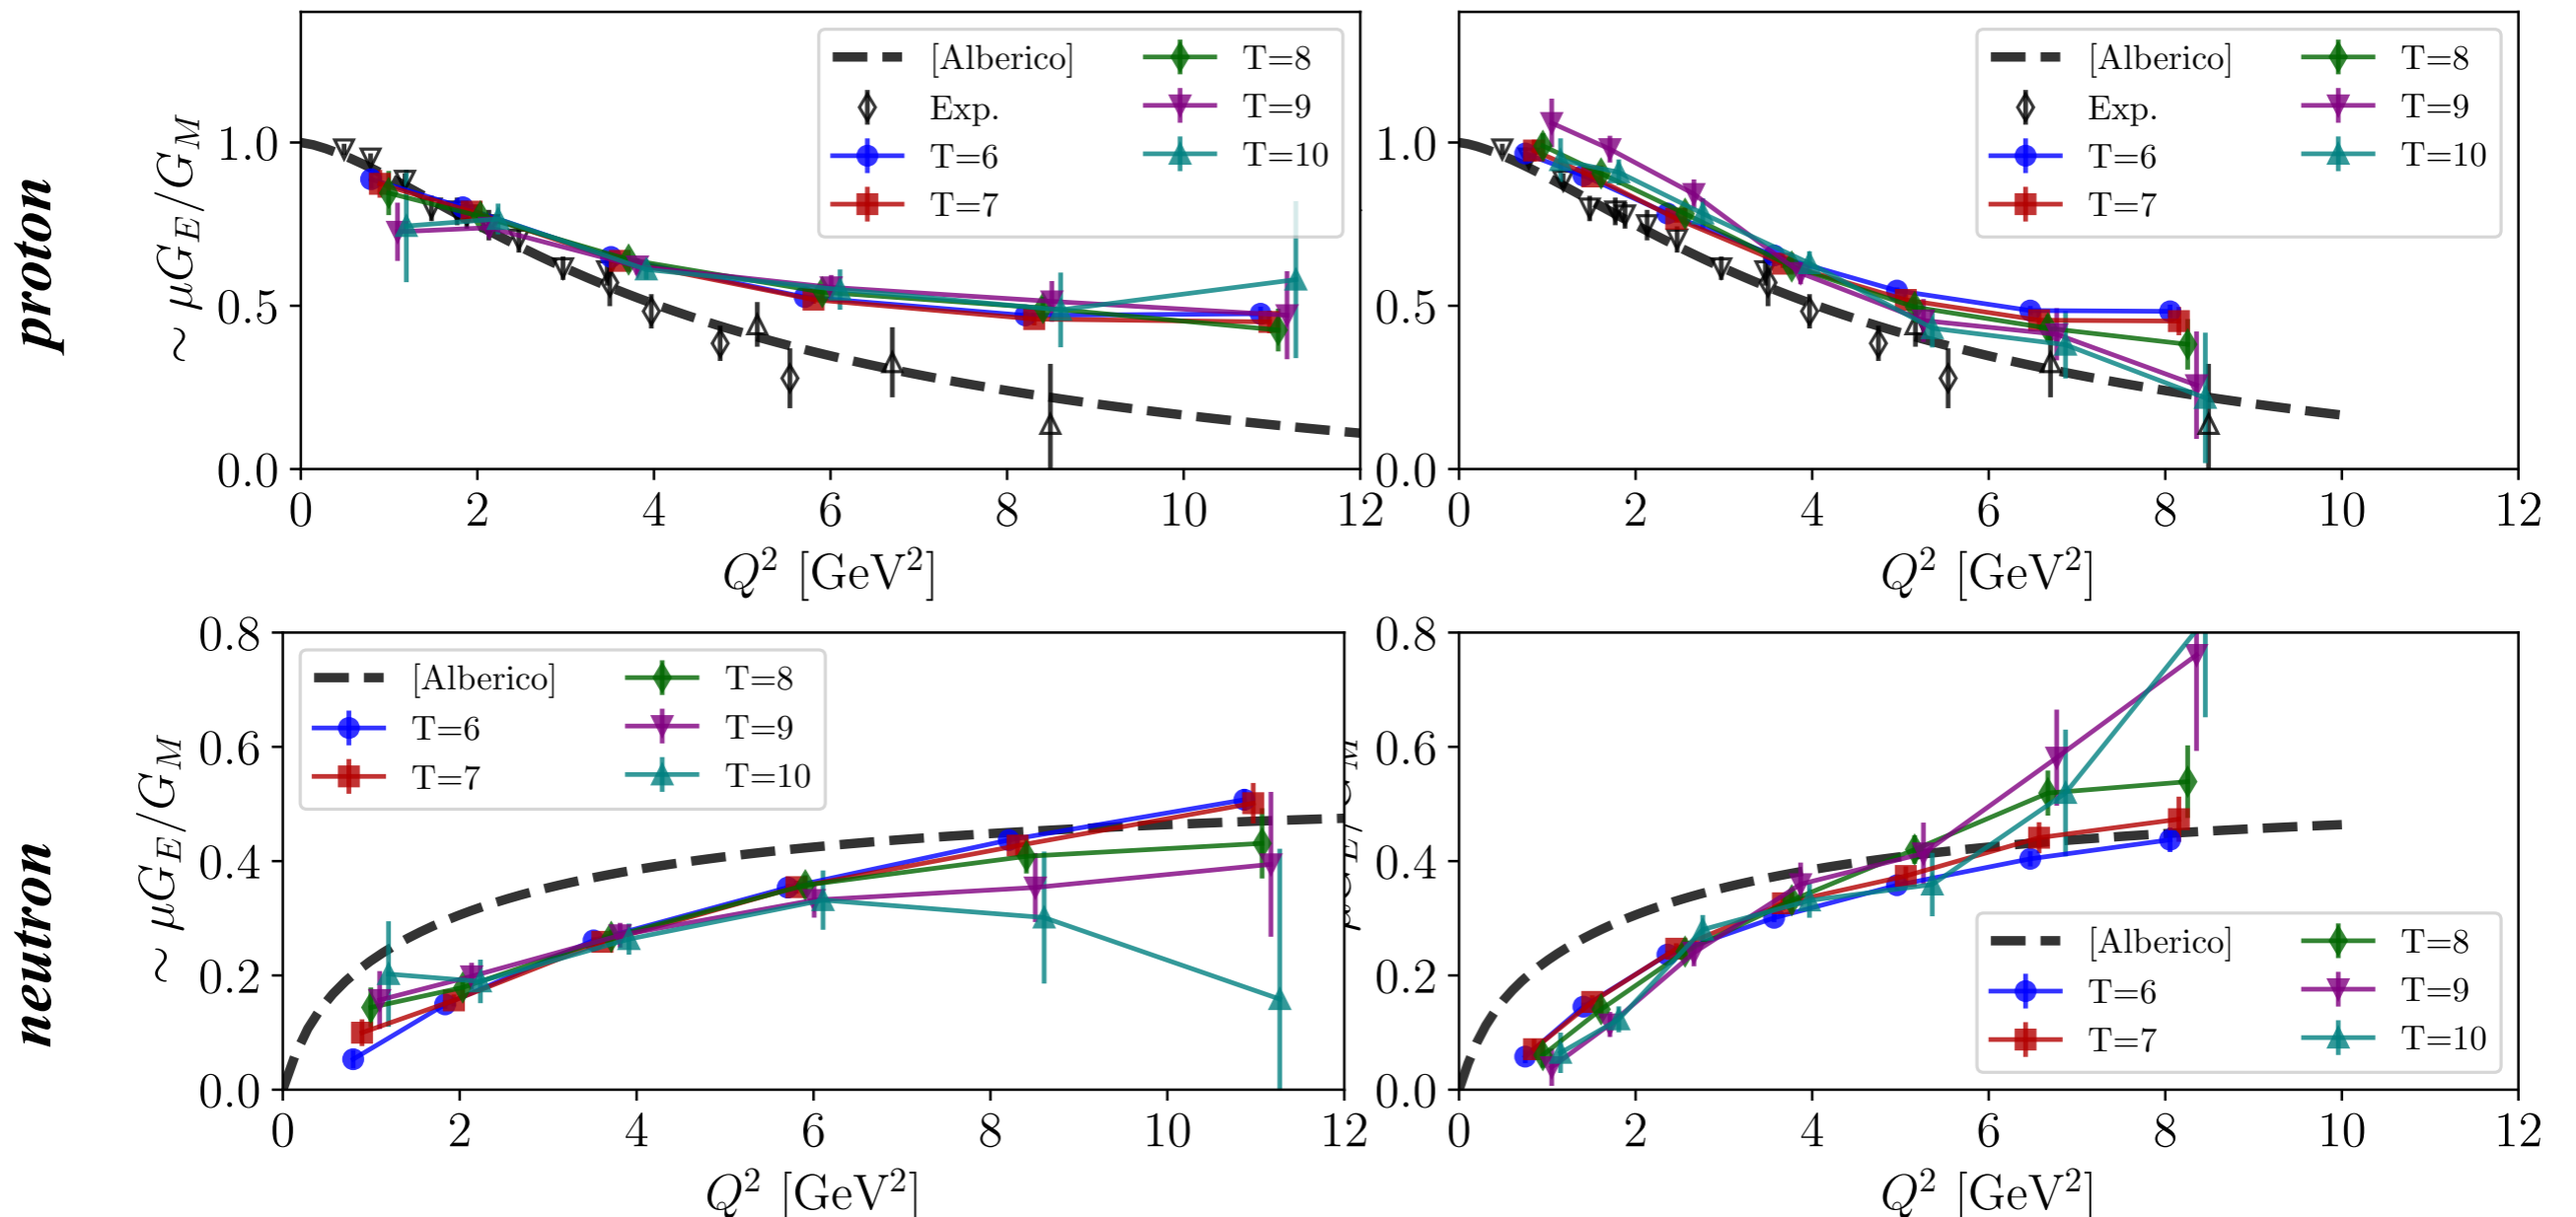 proton
∼ μG_E/G_M
1.0
0.5
0.0
[Alberico]
Exp.
T=6
T=7
T=8
T=9
T=10
0 2 4 6 8 10 12
Q² [GeV²]
1.0
0.5
0.0
[Alberico]
Exp.
T=6
T=7
T=8
T=9
T=10
0 2 4 6 8 10 12
Q² [GeV²]
neutron
∼ μG_E/G_M
0.8
0.6
0.4
0.2
0.0
[Alberico]
T=6
T=7
T=8
T=9
T=10
0 2 4 6 8 10 12
Q² [GeV²]
0.8
0.6
0.4
0.2
0.0
[Alberico]
T=6
T=7
T=8
T=9
T=10
0 2 4 6 8 10 12
Q² [GeV²]